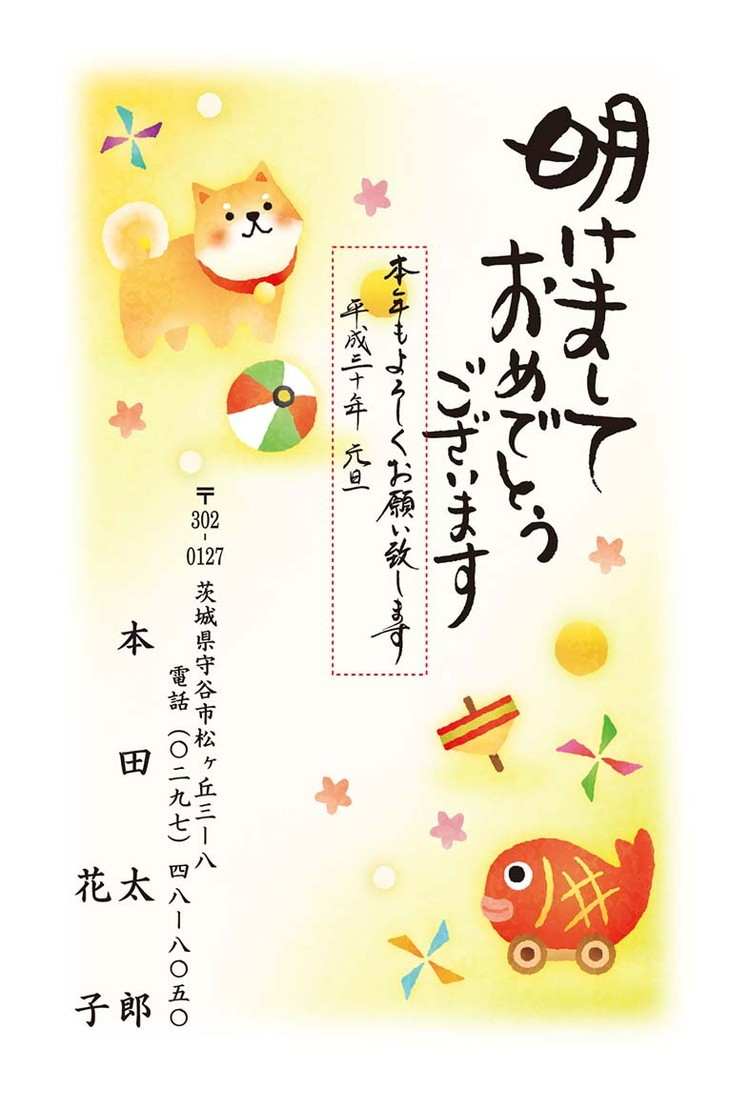 明けまして
おめでとう
ございます
本年もよろしくお願い致します
平成三十年 元旦
〒302-0127 茨城県守谷市松ヶ丘三ー八
電話（〇二九七）四八ー八〇五〇
本田 太郎
花子